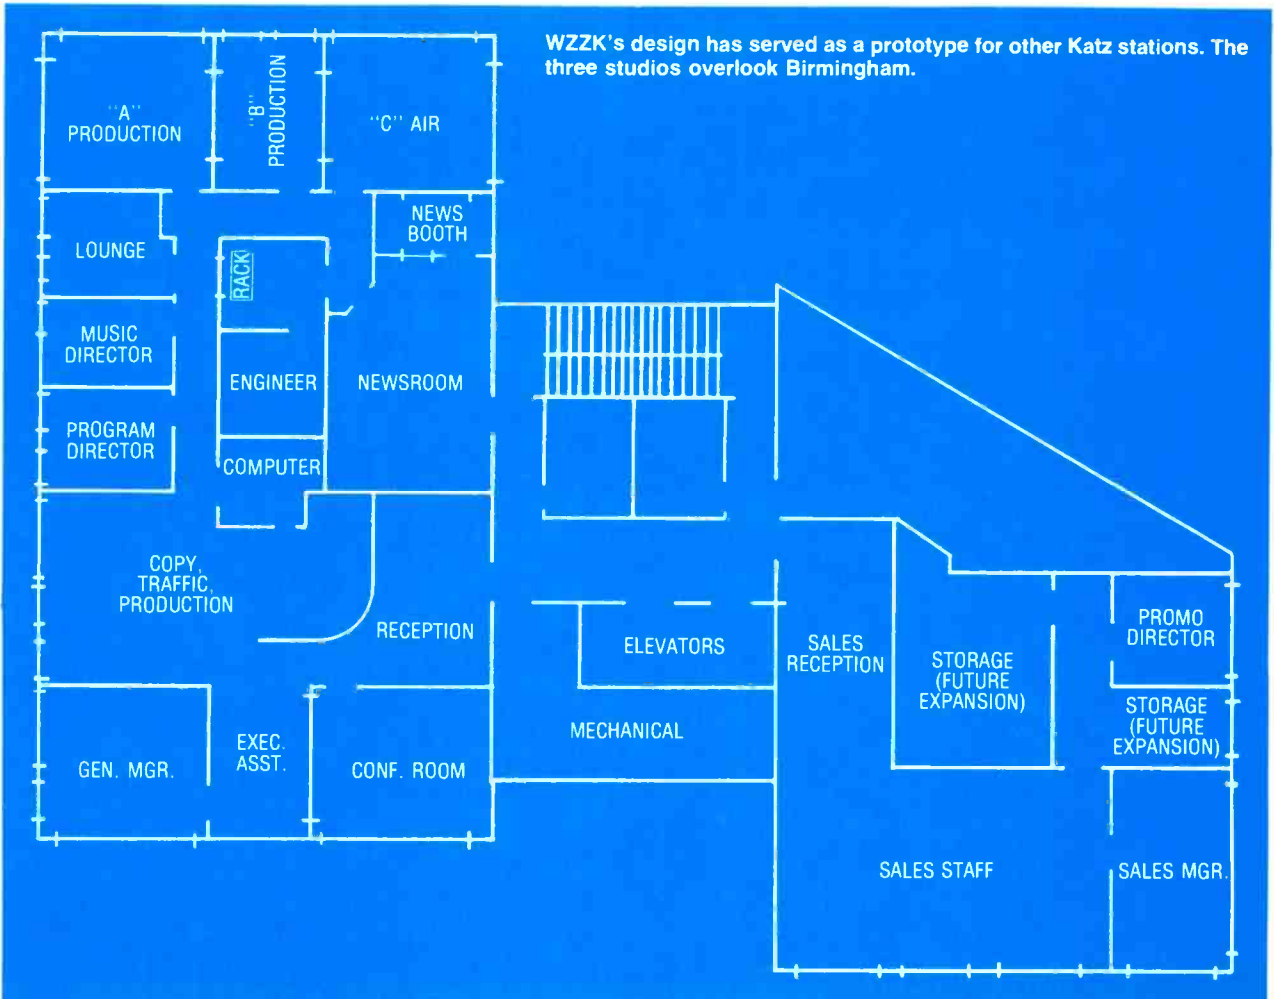 WZZK's design has served as a prototype for other Katz stations. The
three studios overlook Birmingham.
"A"
PRODUCTION
"B"
PRODUCTION
"C" AIR
NEWS
BOOTH
LOUNGE
RACK
MUSIC
DIRECTOR
ENGINEER
NEWSROOM
PROGRAM
DIRECTOR
COMPUTER
COPY,
TRAFFIC,
PRODUCTION
RECEPTION
ELEVATORS
SALES
RECEPTION
STORAGE
(FUTURE
EXPANSION)
PROMO
DIRECTOR
STORAGE
(FUTURE
EXPANSION)
MECHANICAL
GEN. MGR.
EXEC.
ASST.
CONF. ROOM
SALES STAFF
SALES MGR.